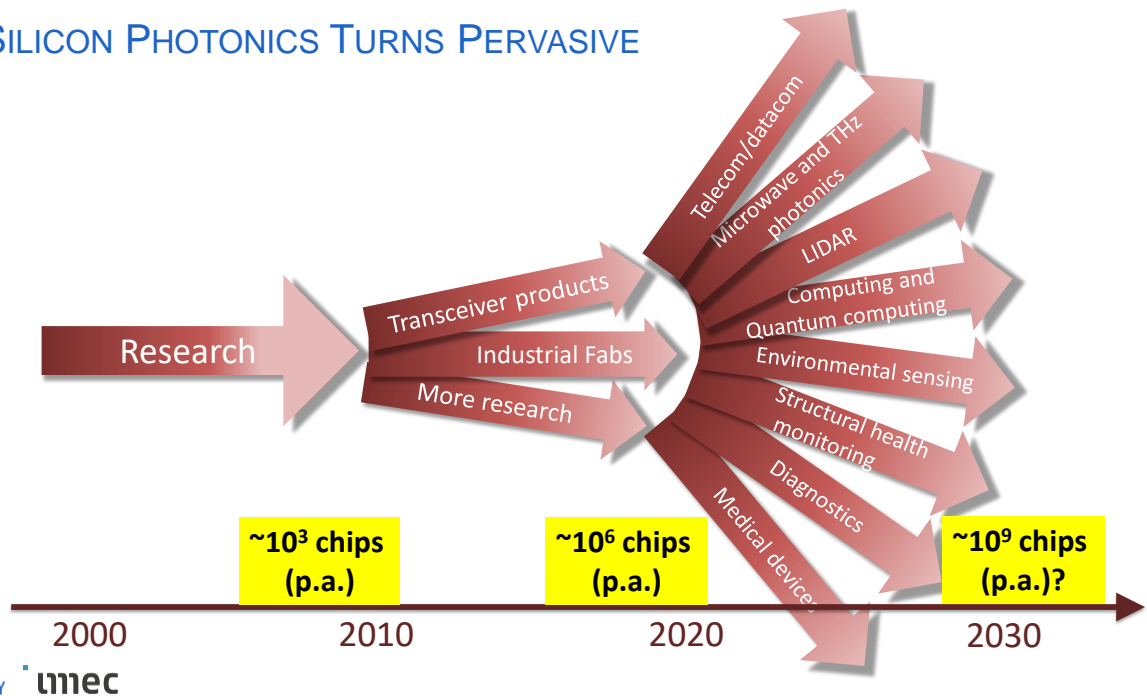 SILICON PHOTONICS TURNS PERVASIVE
Telecom/datacom
Microwave and THz
photonics
LIDAR
Computing and
Quantum computing
Environmental sensing
Structural health
monitoring
Diagnostics
Medical devices
Transceiver products
Industrial Fabs
More research
Research
~10³ chips
(p.a.)
~10⁶ chips
(p.a.)
~10⁹ chips
(p.a.)?
2000
2010
2020
2030
imec